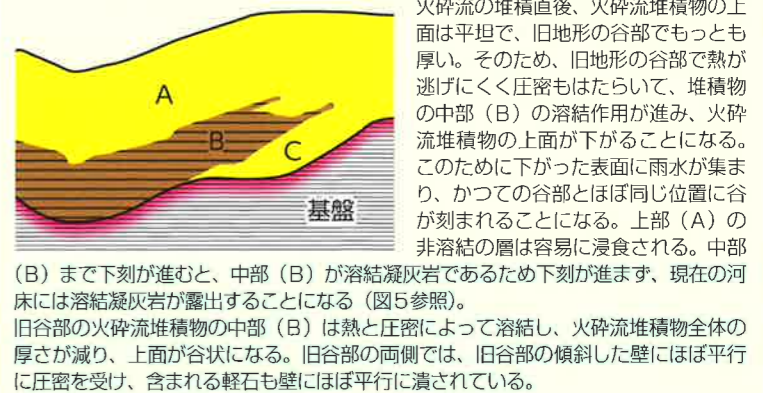 A
B
C
基盤
火砕流の堆積直後、火砕流堆積物の上
面は平坦で、旧地形の谷部でもっとも
厚い。そのため、旧地形の谷部で熱が
逃げにくく圧密もはたらいて、堆積物
の中部（B）の溶結作用が進み、火砕
流堆積物の上面が下がることになる。
このために下がった表面に雨水が集ま
り、かつての谷部とほぼ同じ位置に谷
が刻まれることになる。上部（A）の
非溶結の層は容易に浸食される。中部
（B）まで下刻が進むと、中部（B）が溶結凝灰岩であるため下刻が進まず、現在の河
床には溶結凝灰岩が露出することになる（図5参照）。
旧谷部の火砕流堆積物の中部（B）は熱と圧密によって溶結し、火砕流堆積物全体の
厚さが減り、上面が谷状になる。旧谷部の両側では、旧谷部の傾斜した壁にほぼ平行
に圧密を受け、含まれる軽石も壁にほぼ平行に潰されている。